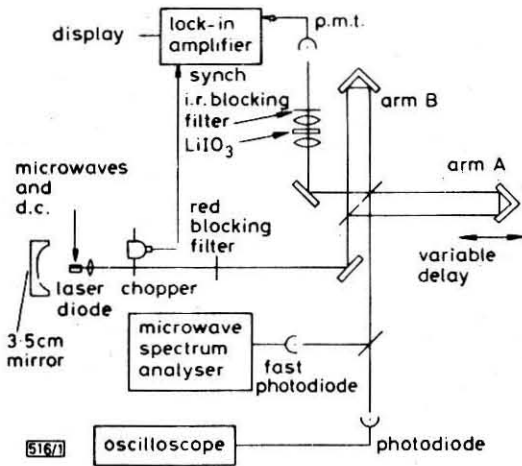 display
lock-in
amplifier
p.m.t.
synch
i.r. blocking
filter
LiIO3
arm B
arm A
variable
delay
microwaves
and
d.c.
red
blocking
filter
laser
diode
chopper
3·5cm
mirror
microwave
spectrum
analyser
fast
photodiode
516/1
oscilloscope
photodiode